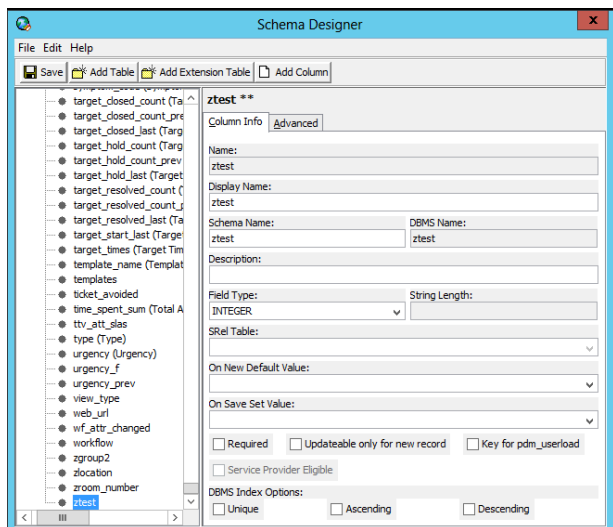 Schema Designer
x
File Edit Help
Save Add Table Add Extension Table Add Column
target_closed_count (Ta
target_closed_count_pre
target_closed_last (Targ
target_hold_count (Targ
target_hold_count_prev
target_hold_last (Target
target_resolved_count (
target_resolved_count_p
target_resolved_last (Ta
target_start_last (Target
target_times (Target Tim
template_name (Templat
templates
ticket_avoided
time_spent_sum (Total A
ttv_att_slas
type (Type)
urgency (Urgency)
urgency_f
urgency_prev
view_type
web_url
wf_attr_changed
workflow
zgroup2
zlocation
zroom_number
ztest
ztest **
Column Info Advanced
Name:
ztest
Display Name:
ztest
Schema Name: DBMS Name:
ztest ztest
Description:
Field Type: String Length:
INTEGER
SRel Table:
On New Default Value:
On Save Set Value:
Required Updateable only for new record Key for pdm_userload
Service Provider Eligible
DBMS Index Options:
Unique Ascending Descending